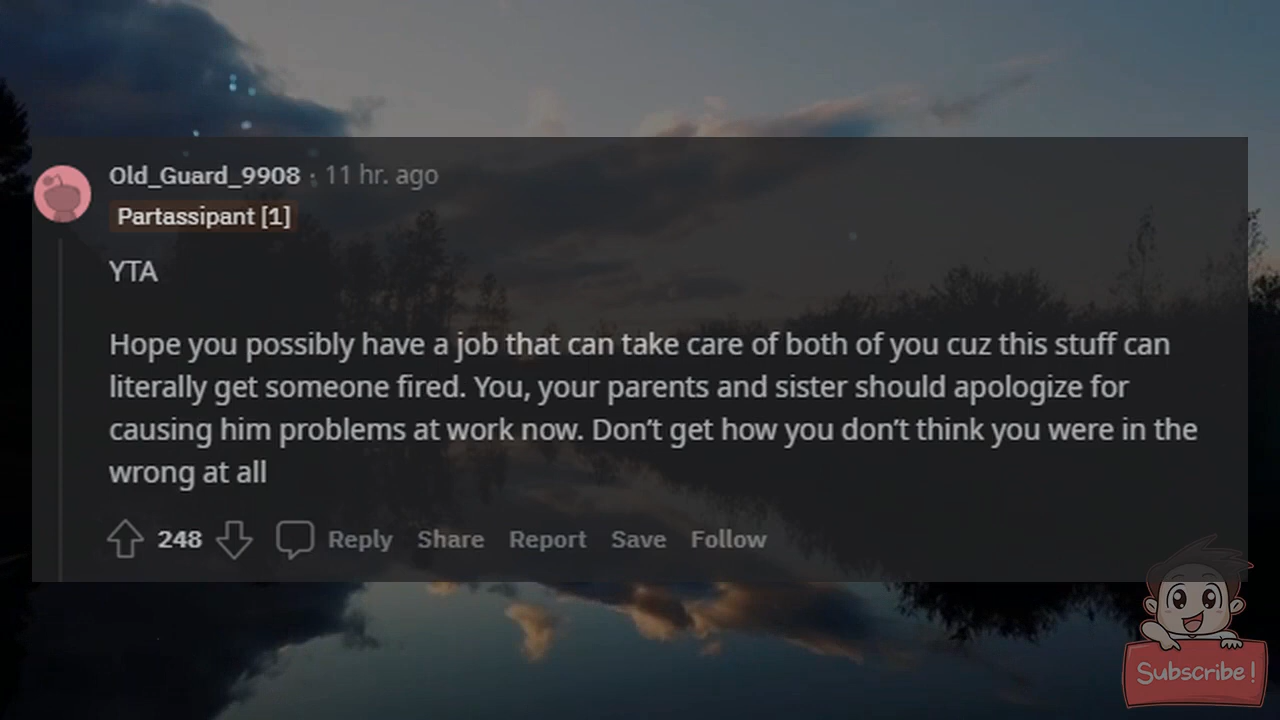 Old_Guard_9908 · 11 hr. ago
Partassipant [1]
YTA
Hope you possibly have a job that can take care of both of you cuz this stuff can
literally get someone fired. You, your parents and sister should apologize for
causing him problems at work now. Don’t get how you don’t think you were in the
wrong at all
248 Reply Share Report Save Follow
Subscribe!